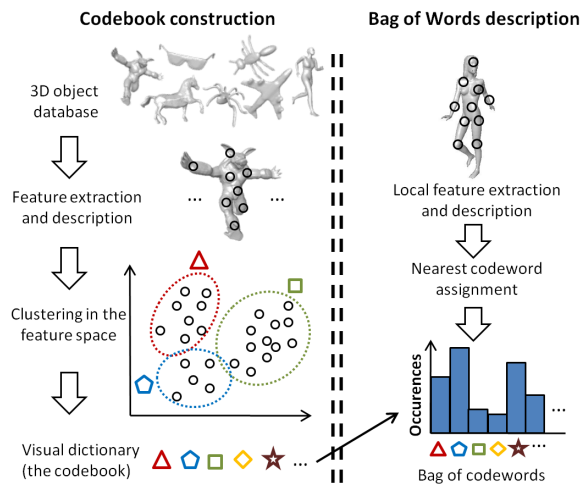 Codebook construction
3D object
database
Feature extraction
and description
...
...
Clustering in the
feature space
Visual dictionary
(the codebook)
...
Bag of Words description
Local feature extraction
and description
Nearest codeword
assignment
Occurences
...
...
Bag of codewords